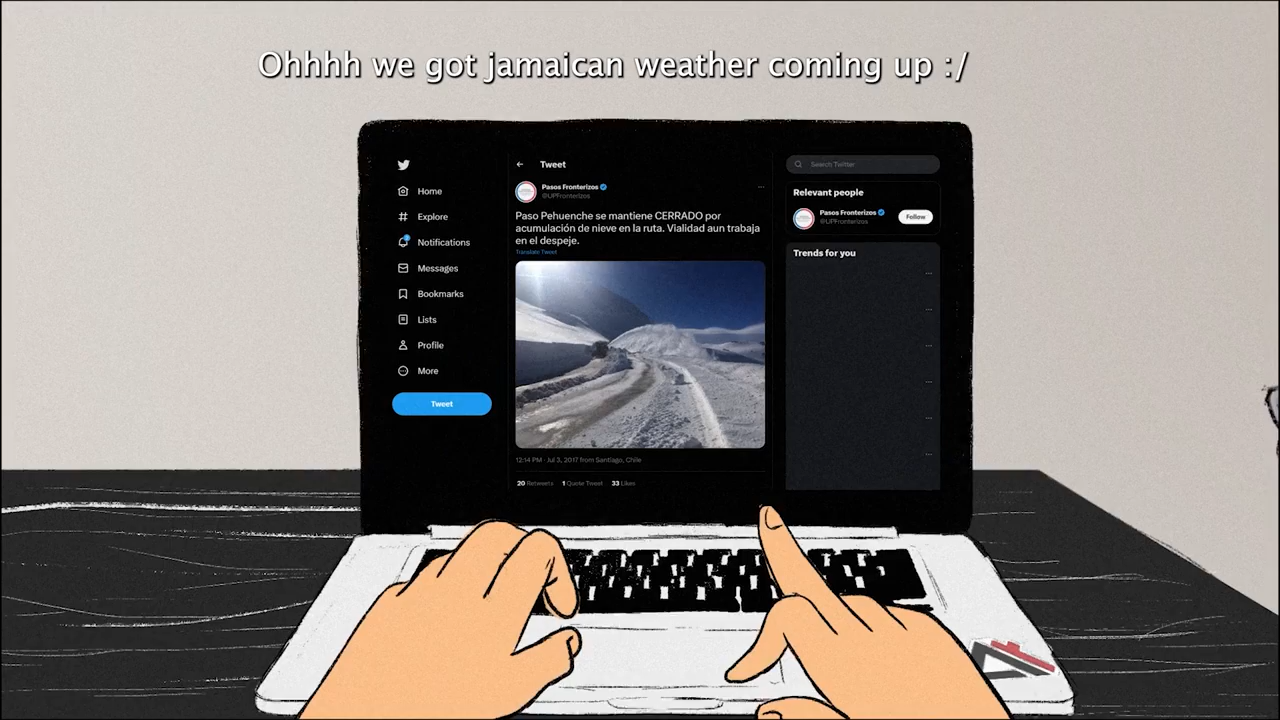 Ohhhh we got jamaican weather coming up :/
Home
Explore
Notifications
Messages
Bookmarks
Lists
Profile
More
Tweet
Tweet
Pasos Fronterizos
@UPFronterizos
Paso Pehuenche se mantiene CERRADO por
acumulación de nieve en la ruta. Vialidad aun trabaja
en el despeje.
Translate Tweet
12:14 PM · Jul 3, 2017 from Santiago, Chile
20 Retweets 1 Quote Tweet 33 Likes
Search Twitter
Relevant people
Pasos Fronterizos
@UPFronterizos
Follow
Trends for you